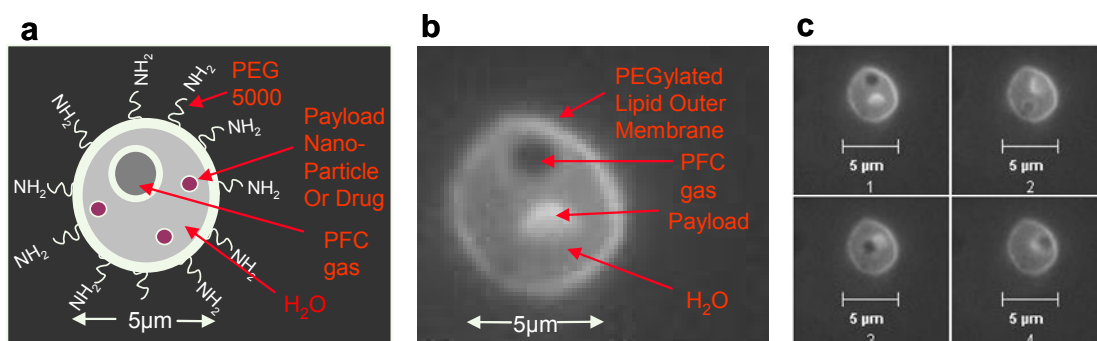 a
NH₂
NH₂
NH₂
NH₂
NH₂
NH₂
NH₂
NH₂
NH₂
NH₂
NH₂
PEG
5000
Payload
Nano-
Particle
Or Drug
PFC
gas
H₂O
5µm
b
PEGylated
Lipid Outer
Membrane
PFC
gas
Payload
H₂O
5µm
c
5 µm
1
5 µm
2
5 µm
3
5 µm
4